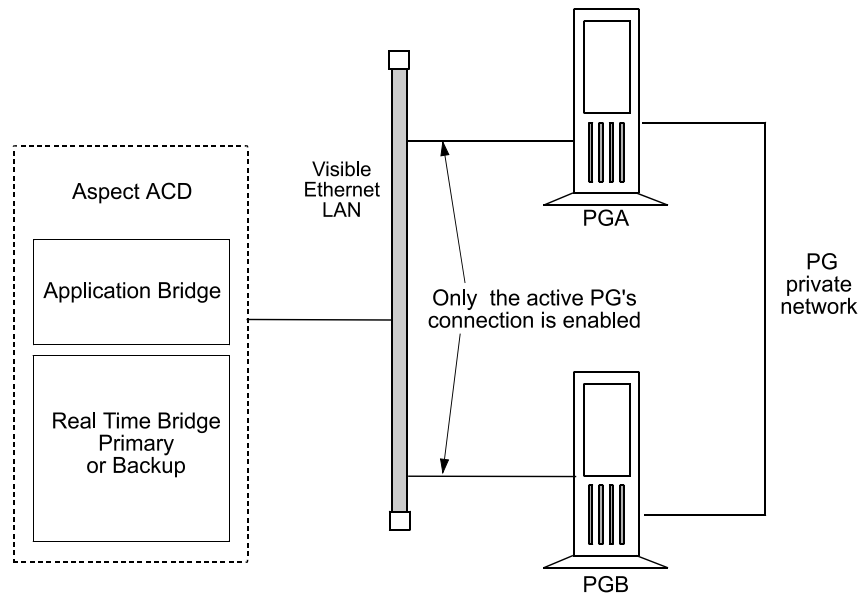 Aspect ACD
Application Bridge
Real Time Bridge
Primary
or Backup
Visible
Ethernet
LAN
Only the active PG's
connection is enabled
PGA
PG
private
network
PGB